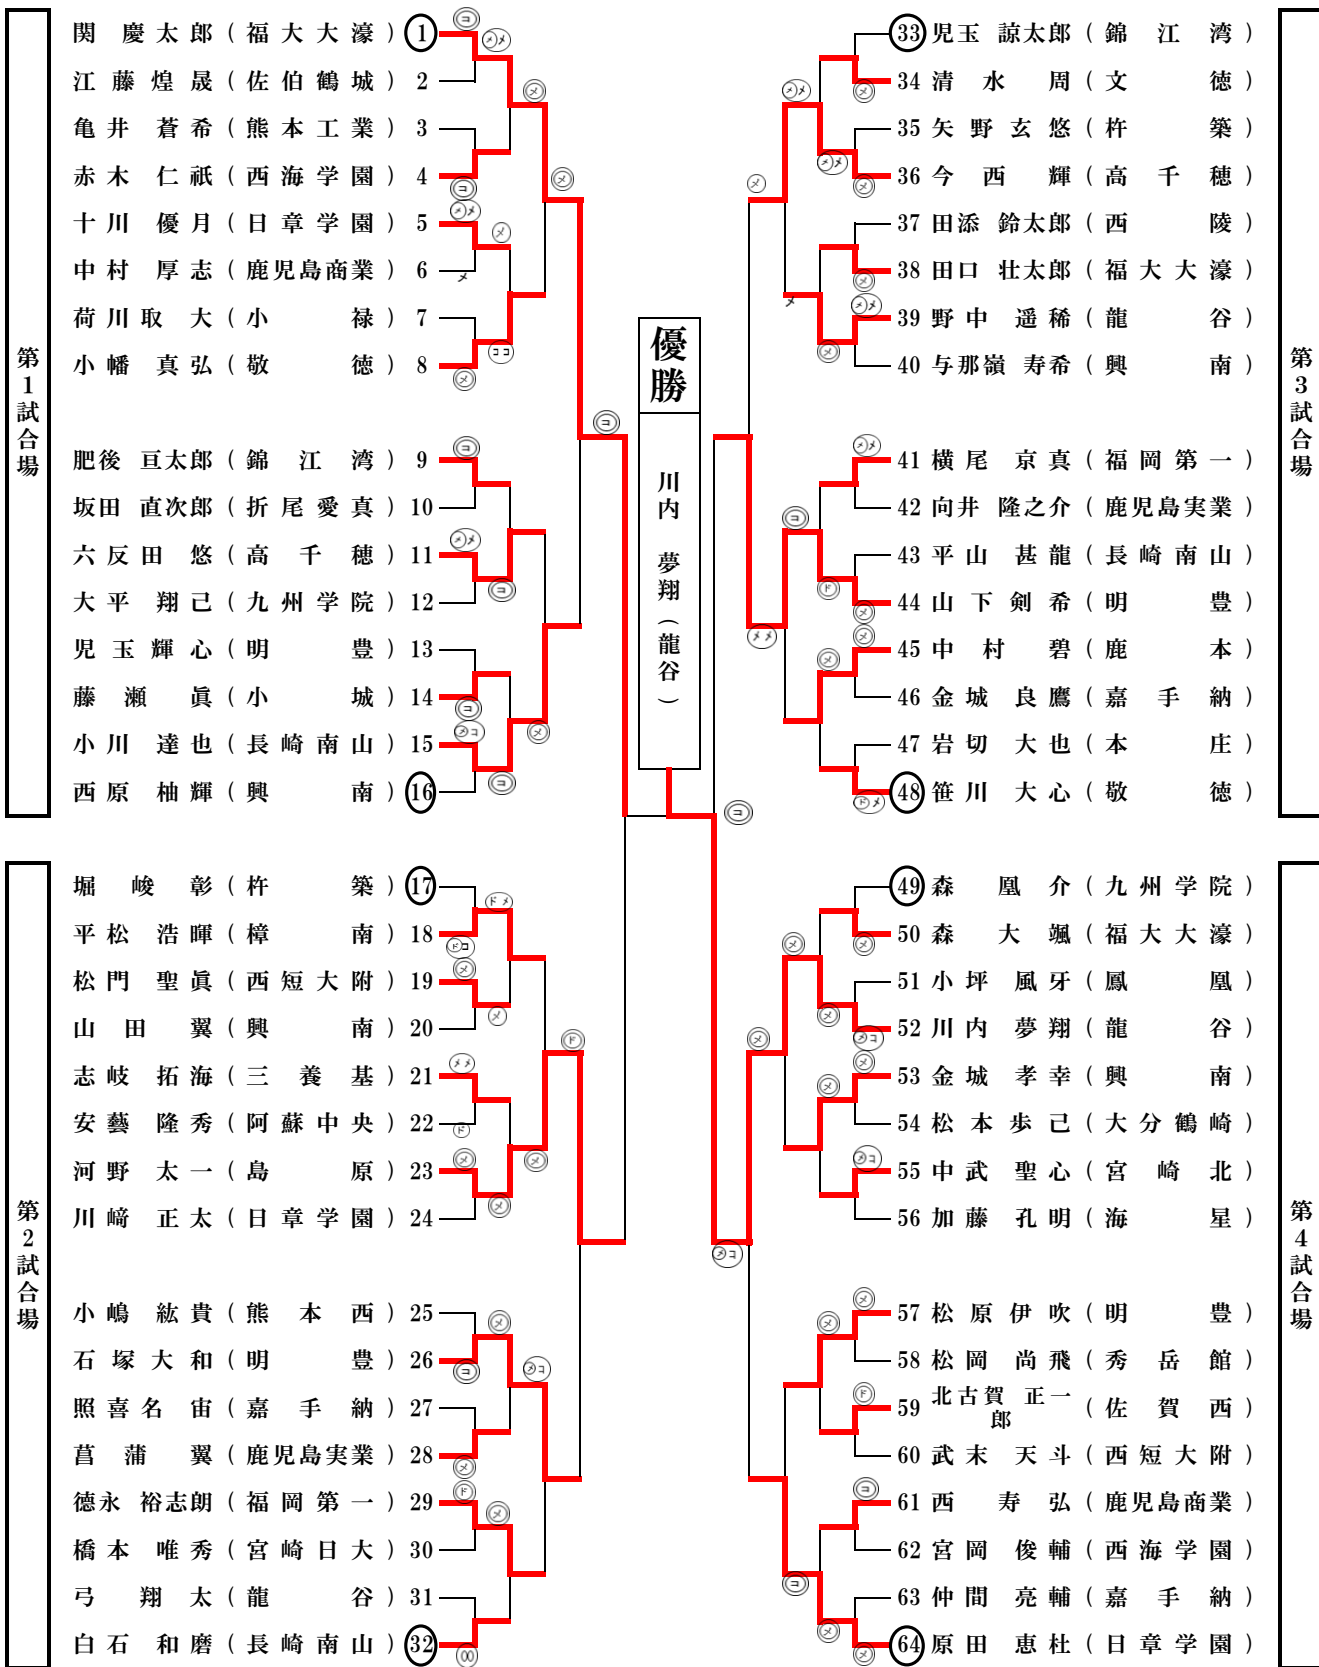 第1試合場
関 慶太郎 ( 福大大濠 ) 1
江藤煌晟 ( 佐伯鶴城 ) 2
亀井 蒼希 ( 熊本工業 ) 3
赤木 仁祇 ( 西海学園 ) 4
十川 優月 ( 日章学園 ) 5
中村 厚志 ( 鹿児島商業 ) 6
荷川取 大 ( 小禄 ) 7
小幡 真弘 ( 敬徳 ) 8
肥後 亘太郎 ( 錦江湾 ) 9
坂田 直次郎 ( 折尾愛真 ) 10
六反田 悠 ( 高千穂 ) 11
大平 翔己 ( 九州学院 ) 12
児玉輝心 ( 明豊 ) 13
藤瀬 眞 ( 小城 ) 14
小川 達也 ( 長崎南山 ) 15
西原 柚輝 ( 興南 ) 16
第2試合場
堀 峻彰 ( 杵築 ) 17
平松 浩暉 ( 樟南 ) 18
松門 聖眞 ( 西短大附 ) 19
山田 翼 ( 興南 ) 20
志岐 拓海 ( 三養基 ) 21
安藝 隆秀 ( 阿蘇中央 ) 22
河野 太一 ( 島原 ) 23
川﨑 正太 ( 日章学園 ) 24
小嶋 紘貴 ( 熊本西 ) 25
石塚大和 ( 明豊 ) 26
照喜名 宙 ( 嘉手納 ) 27
菖蒲 翼 ( 鹿児島実業 ) 28
德永 裕志朗 ( 福岡第一 ) 29
橋本 唯秀 ( 宮崎日大 ) 30
弓 翔太 ( 龍谷 ) 31
白石 和磨 ( 長崎南山 ) 32
優勝
川内 夢翔(龍谷)
第3試合場
33 児玉 諒太郎 ( 錦江湾 )
34 清水 周 ( 文徳 )
35 矢野玄悠 ( 杵築 )
36 今西 輝 ( 高千穂 )
37 田添 鈴太郎 ( 西陵 )
38 田口 壮太郎 ( 福大大濠 )
39 野中 遥稀 ( 龍谷 )
40 与那嶺 寿希 ( 興南 )
41 横尾 京真 ( 福岡第一 )
42 向井 隆之介 ( 鹿児島実業 )
43 平山 甚龍 ( 長崎南山 )
44 山下剣希 ( 明豊 )
45 中村 碧 ( 鹿本 )
46 金城良鷹 ( 嘉手納 )
47 岩切 大也 ( 本庄 )
48 笹川 大心 ( 敬徳 )
第4試合場
49 森 凰介 ( 九州学院 )
50 森 大颯 ( 福大大濠 )
51 小坪 風牙 ( 鳳凰 )
52 川内 夢翔 ( 龍谷 )
53 金城 孝幸 ( 興南 )
54 松本歩己 ( 大分鶴崎 )
55 中武聖心 ( 宮崎北 )
56 加藤 孔明 ( 海星 )
57 松原伊吹 ( 明豊 )
58 松岡 尚飛 ( 秀岳館 )
59 北古賀 正一郎 ( 佐賀西 )
60 武末 天斗 ( 西短大附 )
61 西 寿弘 ( 鹿児島商業 )
62 宮岡 俊輔 ( 西海学園 )
63 仲間 亮輔 ( 嘉手納 )
64 原田 恵杜 ( 日章学園 )